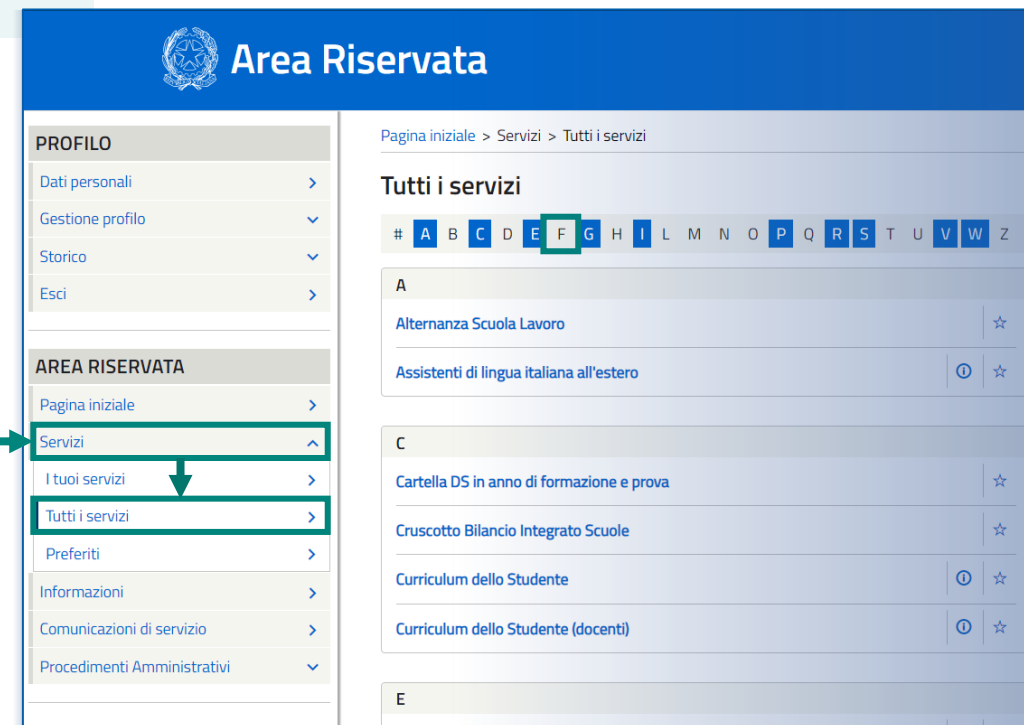 Area Riservata
PROFILO
Dati personali
Gestione profilo
Storico
Esci
AREA RISERVATA
Pagina iniziale
Servizi
I tuoi servizi
Tutti i servizi
Preferiti
Informazioni
Comunicazioni di servizio
Procedimenti Amministrativi
Pagina iniziale > Servizi > Tutti i servizi
Tutti i servizi
# A B C D E F G H I L M N O P Q R S T U V W Z
A
Alternanza Scuola Lavoro
Assistenti di lingua italiana all'estero
C
Cartella DS in anno di formazione e prova
Cruscotto Bilancio Integrato Scuole
Curriculum dello Studente
Curriculum dello Studente (docenti)
E